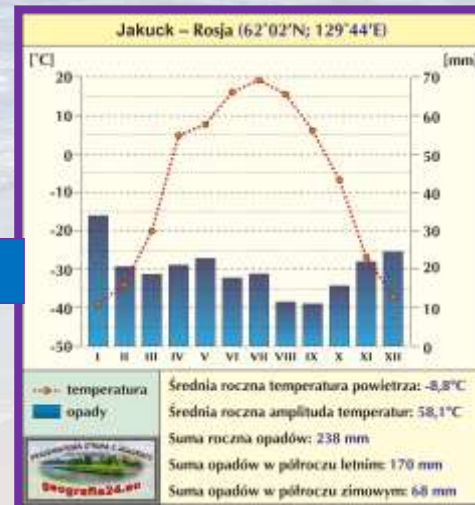 Jakuck – Rosja (62°02'N; 129°44'E)
[°C] [mm]
20 70
10 60
0 50
-10 40
-20 30
-30 20
-40 10
-50 0
I II III IV V VI VII VIII IX X XI XII
temperatura
opady
Średnia roczna temperatura powietrza: -8,8°C
Średnia roczna amplituda temperatur: 58,1°C
Suma roczna opadów: 238 mm
Suma opadów w półroczu letnim: 170 mm
Suma opadów w półroczu zimowym: 68 mm
geografia24.eu